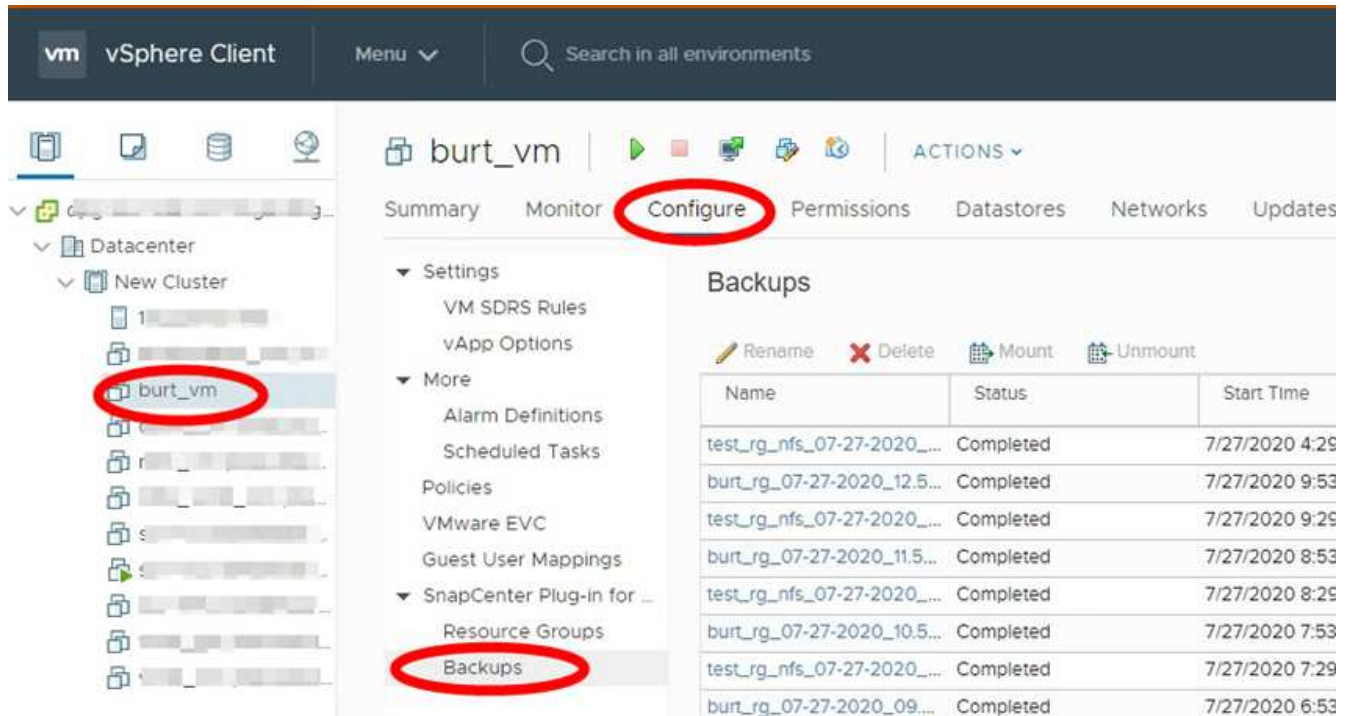 vm vSphere Client Menu Search in all environments
burt_vm ACTIONS
Summary Monitor Configure Permissions Datastores Networks Updates
Datacenter
New Cluster
burt_vm
Settings
VM SDRS Rules
vApp Options
More
Alarm Definitions
Scheduled Tasks
Policies
VMware EVC
Guest User Mappings
SnapCenter Plug-in for ...
Resource Groups
Backups
Backups
Rename Delete Mount Unmount
Name Status Start Time
test_rg_nfs_07-27-2020_... Completed 7/27/2020 4:29
burt_rg_07-27-2020_12.5... Completed 7/27/2020 9:53
test_rg_nfs_07-27-2020_... Completed 7/27/2020 9:29
burt_rg_07-27-2020_11.5... Completed 7/27/2020 8:53
test_rg_nfs_07-27-2020_... Completed 7/27/2020 8:29
burt_rg_07-27-2020_10.5... Completed 7/27/2020 7:53
test_rg_nfs_07-27-2020_... Completed 7/27/2020 7:29
burt_rg_07-27-2020_09.... Completed 7/27/2020 6:53